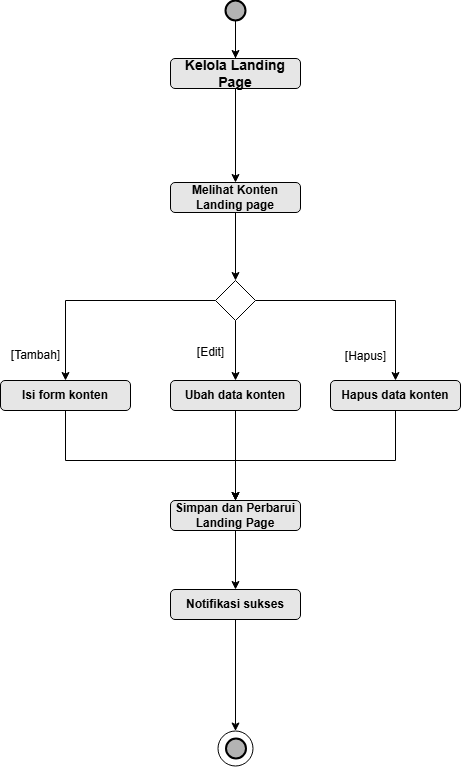 Kelola Landing
Page
Melihat Konten
Landing page
[Tambah]
[Edit]
[Hapus]
Isi form konten
Ubah data konten
Hapus data konten
Simpan dan Perbarui
Landing Page
Notifikasi sukses